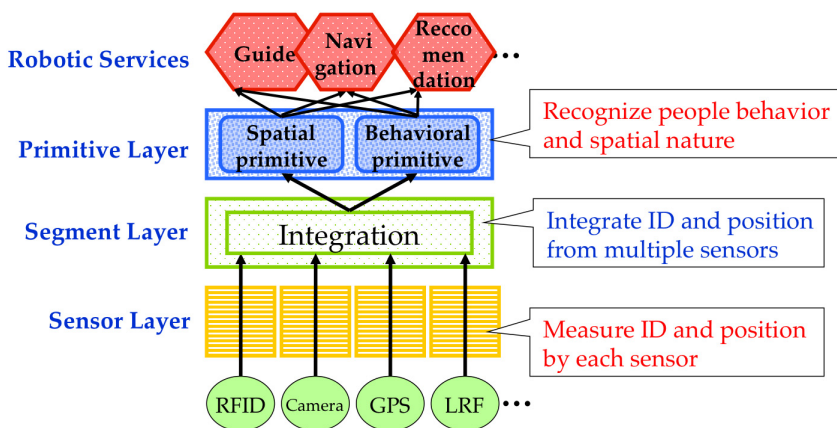 Robotic Services
Guide
Navi
gation
Recco
men
dation
...
Primitive Layer
Spatial
primitive
Behavioral
primitive
Recognize people behavior
and spatial nature
Segment Layer
Integration
Integrate ID and position
from multiple sensors
Sensor Layer
Measure ID and position
by each sensor
RFID
Camera
GPS
LRF
...